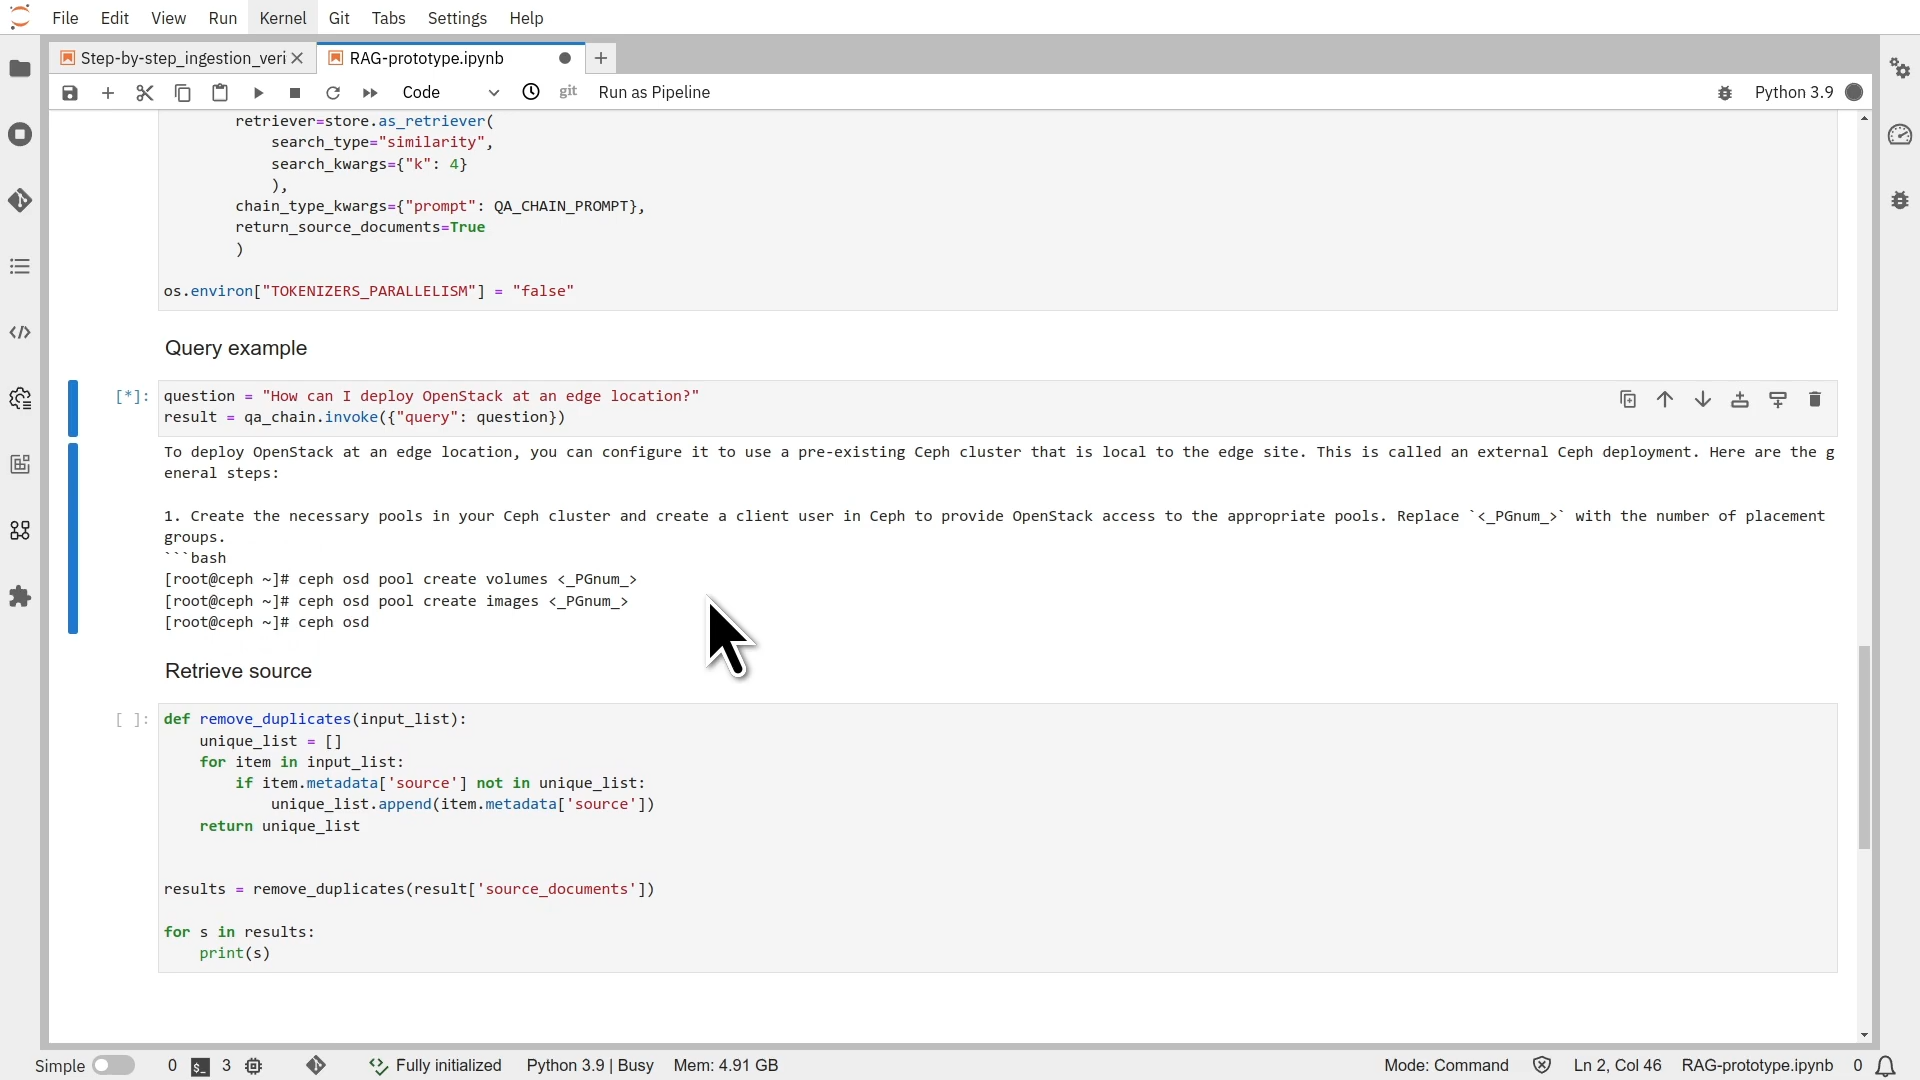 File Edit View Run Kernel Git Tabs Settings Help
Step-by-step_ingestion_veri
RAG-prototype.ipynb
Code
git
Run as Pipeline
Python 3.9
retriever=store.as_retriever(
search_type="similarity",
search_kwargs={"k": 4}
),
chain_type_kwargs={"prompt": QA_CHAIN_PROMPT},
return_source_documents=True
)
os.environ["TOKENIZERS_PARALLELISM"] = "false"
Query example
[*]: question = "How can I deploy OpenStack at an edge location?"
result = qa_chain.invoke({"query": question})
To deploy OpenStack at an edge location, you can configure it to use a pre-existing Ceph cluster that is local to the edge site. This is called an external Ceph deployment. Here are the g
eneral steps:
1. Create the necessary pools in your Ceph cluster and create a client user in Ceph to provide OpenStack access to the appropriate pools. Replace `<_PGnum_>` with the number of placement
groups.
```bash
[root@ceph ~]# ceph osd pool create volumes <_PGnum_>
[root@ceph ~]# ceph osd pool create images <_PGnum_>
[root@ceph ~]# ceph osd
Retrieve source
[ ]: def remove_duplicates(input_list):
unique_list = []
for item in input_list:
if item.metadata['source'] not in unique_list:
unique_list.append(item.metadata['source'])
return unique_list
results = remove_duplicates(result['source_documents'])
for s in results:
print(s)
Simple 0 $_ 3 Fully initialized Python 3.9 | Busy Mem: 4.91 GB Mode: Command Ln 2, Col 46 RAG-prototype.ipynb 0